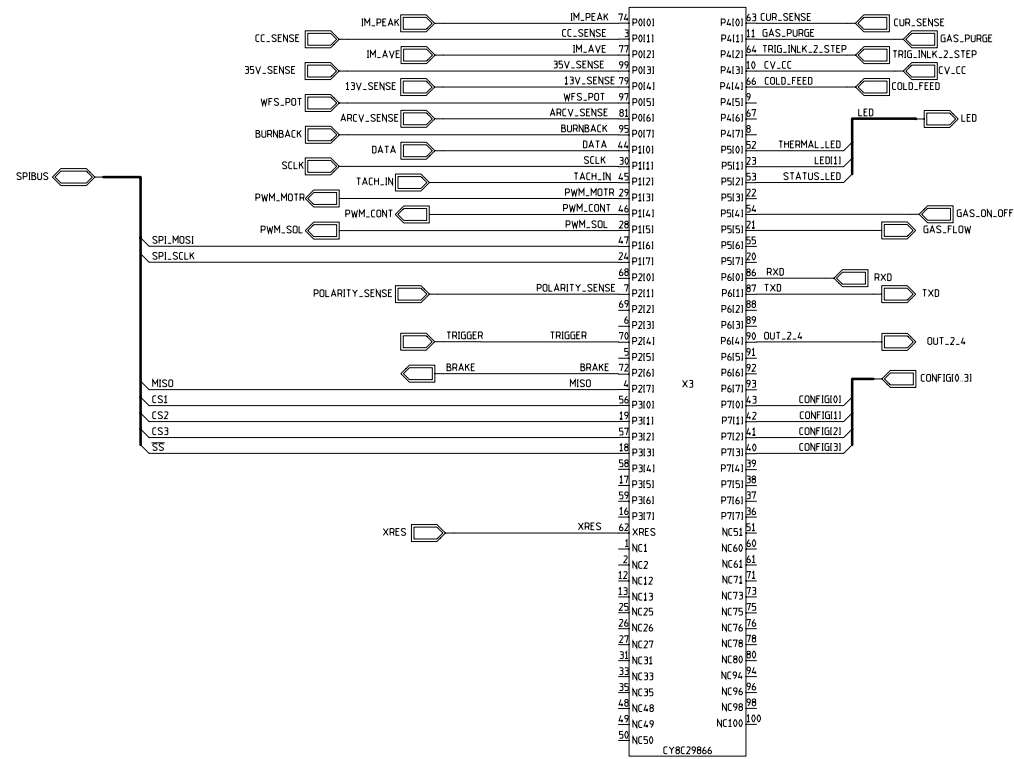 IM_PEAK IM_PEAK 74 P0[0] P4[0] 63 CUR_SENSE CUR_SENSE
CC_SENSE CC_SENSE 3 P0[1] P4[1] 11 GAS_PURGE GAS_PURGE
IM_AVE IM_AVE 77 P0[2] P4[2] 64 TRIG_INLK_2_STEP TRIG_INLK_2_STEP
35V_SENSE 35V_SENSE 99 P0[3] P4[3] 10 CV_CC CV_CC
13V_SENSE 13V_SENSE 79 P0[4] P4[4] 66 COLD_FEED COLD_FEED
WFS_POT WFS_POT 97 P0[5] P4[5] 9
ARCV_SENSE ARCV_SENSE 81 P0[6] P4[6] 67 LED LED
BURNBACK BURNBACK 95 P0[7] P4[7] 8
DATA DATA 44 P1[0] P5[0] 52 THERMAL_LED
SCLK SCLK 30 P1[1] P5[1] 23 LED[1]
SPIBUS TACH_IN TACH_IN 45 P1[2] P5[2] 53 STATUS_LED
PWM_MOTR PWM_MOTR 29 P1[3] P5[3] 22
PWM_CONT PWM_CONT 46 P1[4] P5[4] 54 GAS_ON_OFF
PWM_SOL PWM_SOL 28 P1[5] P5[5] 21 GAS_FLOW
SPI_MOSI 47 P1[6] P5[6] 55
SPI_SCLK 24 P1[7] P5[7] 20
68 P2[0] P6[0] 86 RXD RXD
POLARITY_SENSE POLARITY_SENSE 7 P2[1] P6[1] 87 TXD TXD
69 P2[2] P6[2] 88
6 P2[3] P6[3] 89
TRIGGER TRIGGER 70 P2[4] P6[4] 90 OUT_2_4 OUT_2_4
5 P2[5] P6[5] 91
BRAKE BRAKE 72 P2[6] P6[6] 92 CONFIG[0..3]
MISO MISO 4 P2[7] X3 P6[7] 93
CS1 56 P3[0] P7[0] 43 CONFIG[0]
CS2 19 P3[1] P7[1] 42 CONFIG[1]
CS3 57 P3[2] P7[2] 41 CONFIG[2]
SS 18 P3[3] P7[3] 40 CONFIG[3]
58 P3[4] P7[4] 39
17 P3[5] P7[5] 38
59 P3[6] P7[6] 37
16 P3[7] P7[7] 36
XRES XRES 62 XRES NC51 51
1 NC1 NC60 60
2 NC2 NC61 61
12 NC12 NC71 71
13 NC13 NC73 73
25 NC25 NC75 75
26 NC26 NC76 76
27 NC27 NC78 78
31 NC31 NC80 80
33 NC33 NC94 94
35 NC35 NC96 96
48 NC48 NC98 98
49 NC49 NC100 100
50 NC50
CY8C29866